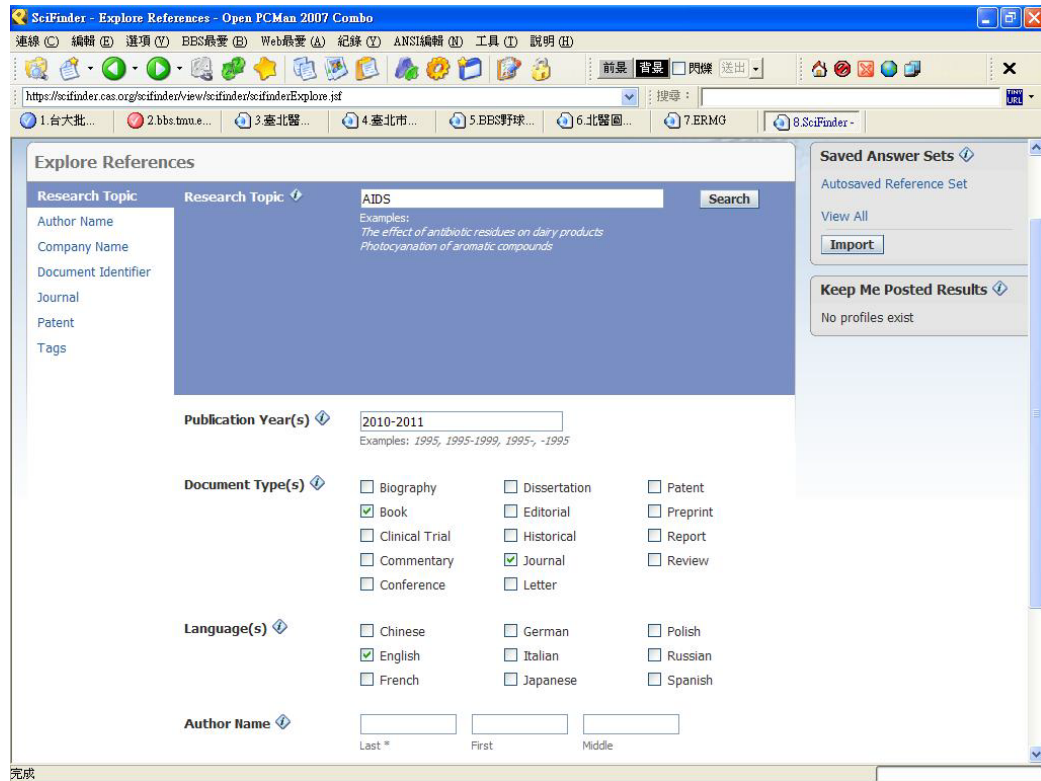 SciFinder - Explore References - Open PCMan 2007 Combo
連線 (C) 編輯 (E) 選項 (V) BBS最愛 (B) Web最愛 (A) 紀錄 (Y) ANSI編輯 (N) 工具 (T) 說明 (H)
前景 背景 閃爍 送出
https://scifinder.cas.org/scifinder/view/scifinder/scifinderExplore.jsf 搜尋： TINY URL
1.台大批... 2.bbs.tmu.e... 3.臺北醫... 4.臺北市... 5.BBS野球... 6.北醫圖... 7.ERMG 8.SciFinder -
Explore References
Research Topic
Author Name
Company Name
Document Identifier
Journal
Patent
Tags
Research Topic AIDS Search
Examples:
The effect of antibiotic residues on dairy products
Photocyanation of aromatic compounds
Publication Year(s) 2010-2011
Examples: 1995, 1995-1999, 1995-, -1995
Document Type(s)
Biography Dissertation Patent
Book Editorial Preprint
Clinical Trial Historical Report
Commentary Journal Review
Conference Letter
Language(s)
Chinese German Polish
English Italian Russian
French Japanese Spanish
Author Name
Last * First Middle
Saved Answer Sets
Autosaved Reference Set
View All
Import
Keep Me Posted Results
No profiles exist
完成